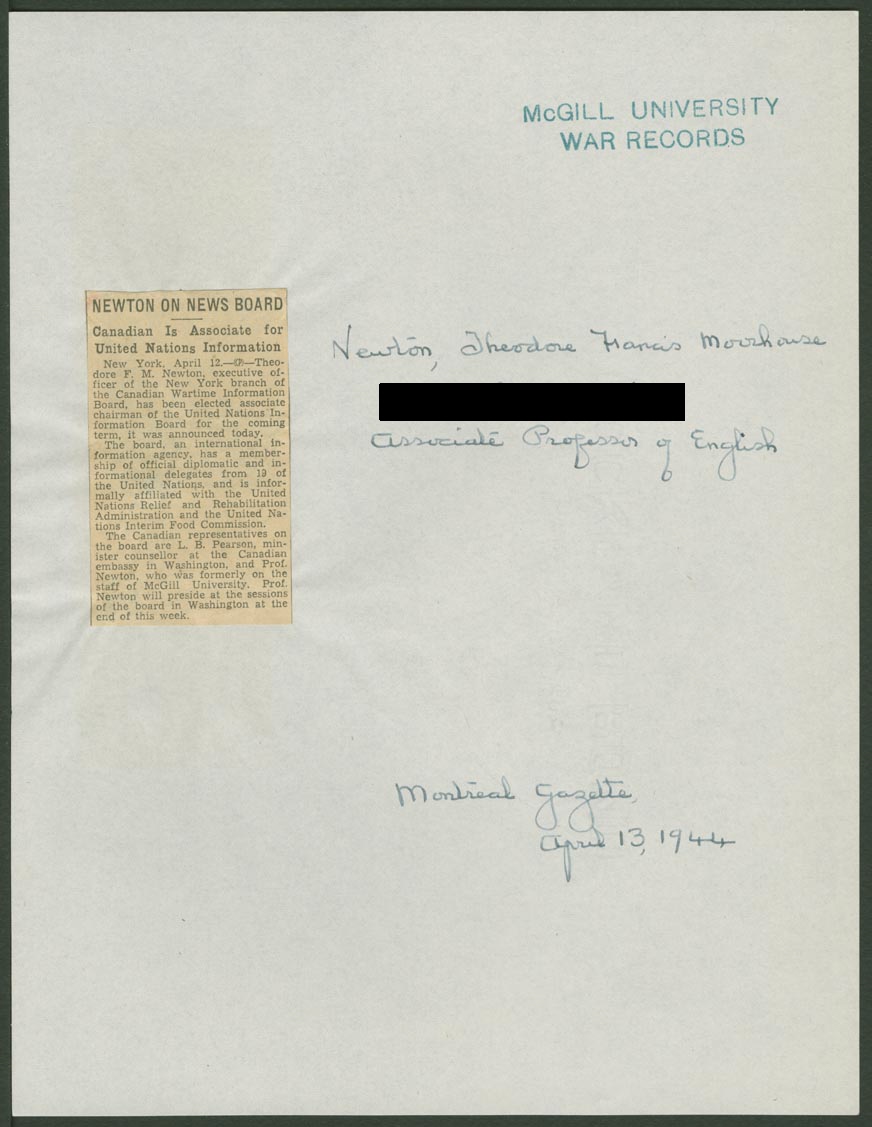 McGILL UNIVERSITY
WAR RECORDS
NEWTON ON NEWS BOARD
Canadian Is Associate for
United Nations Information
New York, April 12.—(CP)—Theo-
dore F. M. Newton, executive of-
ficer of the New York branch of
the Canadian Wartime Information
Board, has been elected associate
chairman of the United Nations In-
formation Board for the coming
term, it was announced today.
The board, an international in-
formation agency, has a member-
ship of official diplomatic and in-
formational delegates from 19 of
the United Nations, and is infor-
mally affiliated with the United
Nations Relief and Rehabilitation
Administration and the United Na-
tions Interim Food Commission.
The Canadian representatives on
the board are L. B. Pearson, min-
ister counsellor at the Canadian
embassy in Washington, and Prof.
Newton, who was formerly on the
staff of McGill University. Prof.
Newton will preside at the sessions
of the board in Washington at the
end of this week.
Newton, Theodore Francis Moorhouse
Associate Professor of English
Montreal Gazette,
April 13, 1944